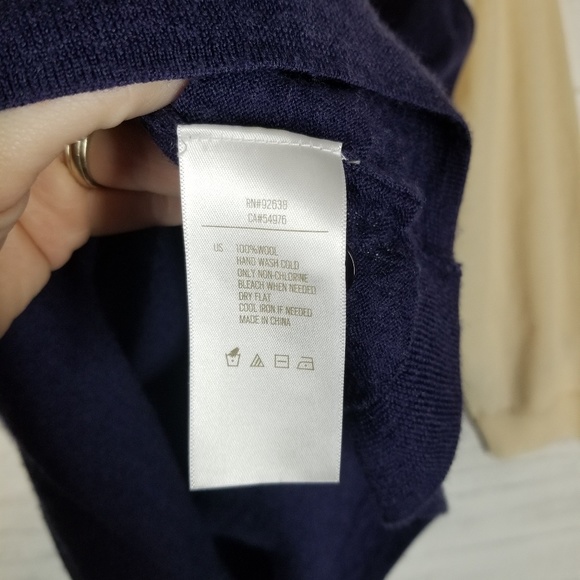 RN#92638
CA#54976
US 100%WOOL
HAND WASH COLD
ONLY NON-CHLORINE
BLEACH WHEN NEEDED
DRY FLAT
COOL IRON IF NEEDED
MADE IN CHINA